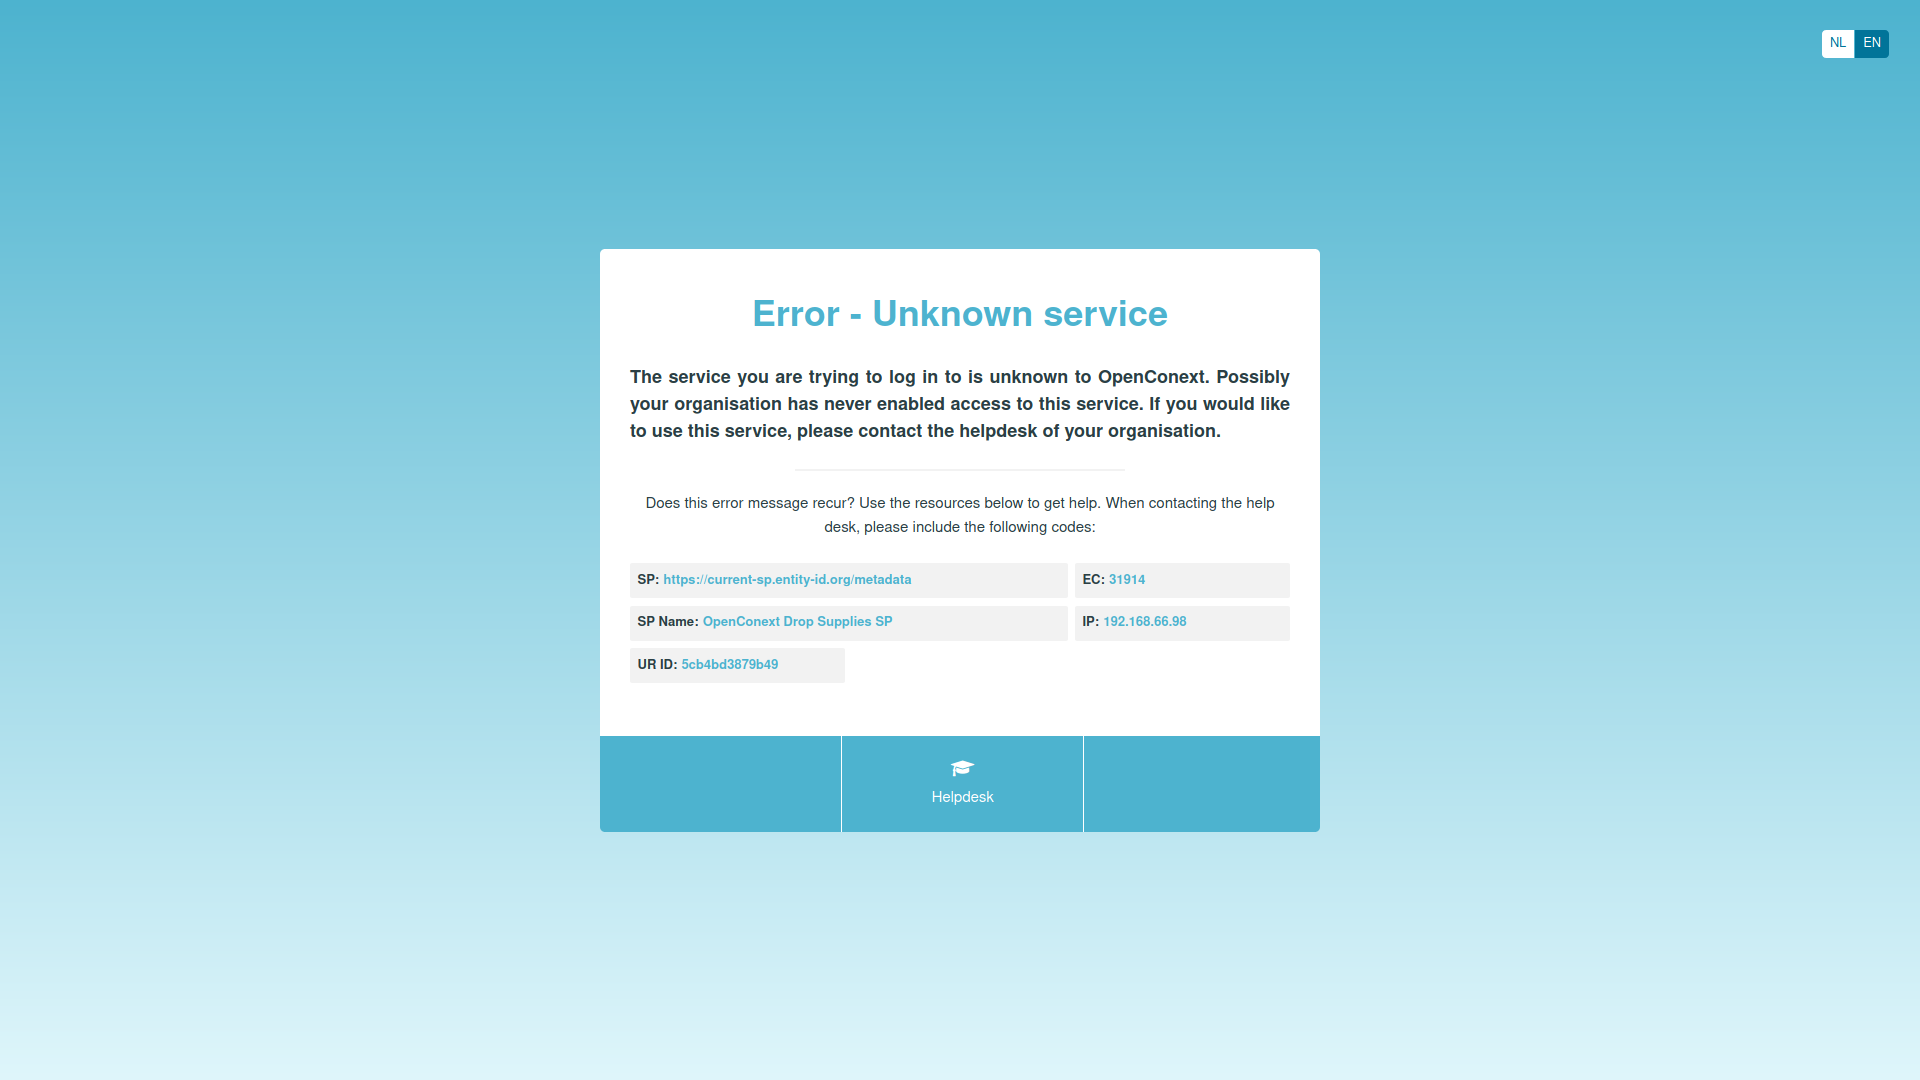 NL EN
Error - Unknown service
The service you are trying to log in to is unknown to OpenConext. Possibly
your organisation has never enabled access to this service. If you would like
to use this service, please contact the helpdesk of your organisation.
Does this error message recur? Use the resources below to get help. When contacting the help
desk, please include the following codes:
SP: https://current-sp.entity-id.org/metadata EC: 31914
SP Name: OpenConext Drop Supplies SP IP: 192.168.66.98
UR ID: 5cb4bd3879b49
Helpdesk